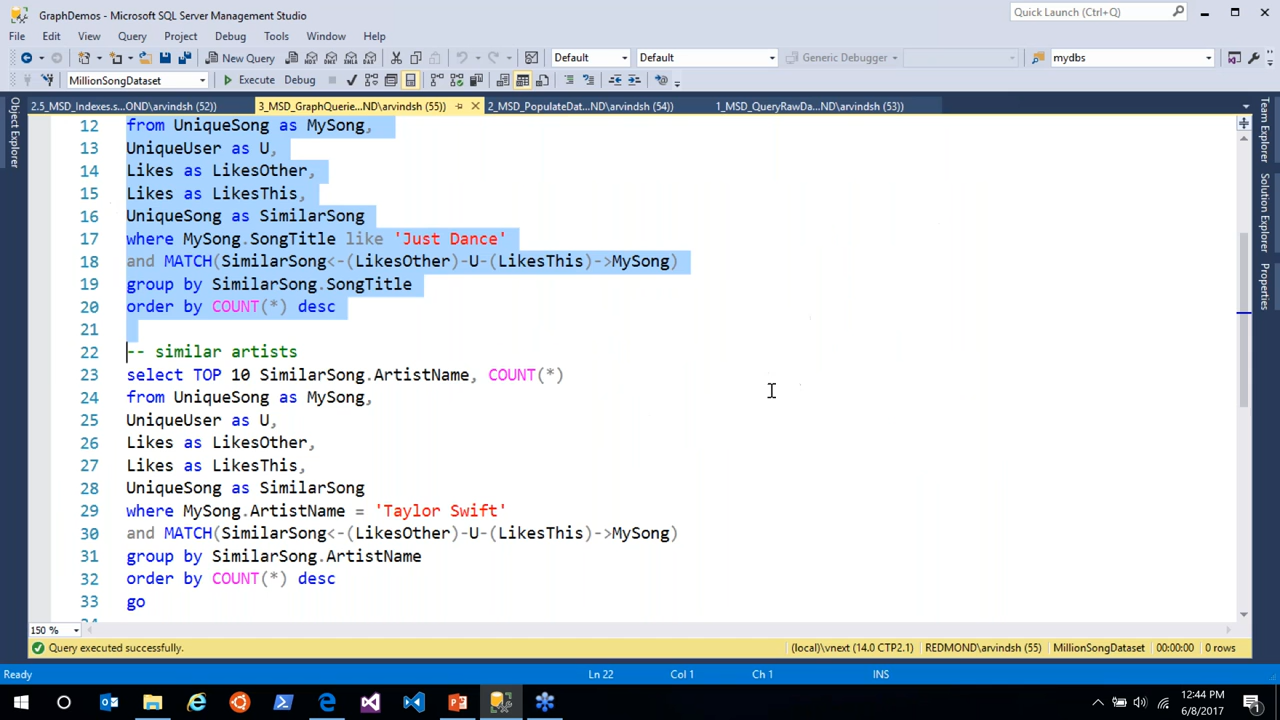 GraphDemos - Microsoft SQL Server Management Studio
Quick Launch (Ctrl+Q)
File Edit View Query Project Debug Tools Window Help
New Query Default Default Generic Debugger mydbs
MillionSongDataset Execute Debug
2.5_MSD_Indexes.s...OND\arvindsh (52)) 3_MSD_GraphQuerie...ND\arvindsh (55)) 2_MSD_PopulateDat...ND\arvindsh (54)) 1_MSD_QueryRawDa...ND\arvindsh (53))
Object Explorer
Team Explorer
Solution Explorer
Properties
12 from UniqueSong as MySong,
13 UniqueUser as U,
14 Likes as LikesOther,
15 Likes as LikesThis,
16 UniqueSong as SimilarSong
17 where MySong.SongTitle like 'Just Dance'
18 and MATCH(SimilarSong<-(LikesOther)-U-(LikesThis)->MySong)
19 group by SimilarSong.SongTitle
20 order by COUNT(*) desc
21
22 -- similar artists
23 select TOP 10 SimilarSong.ArtistName, COUNT(*)
24 from UniqueSong as MySong,
25 UniqueUser as U,
26 Likes as LikesOther,
27 Likes as LikesThis,
28 UniqueSong as SimilarSong
29 where MySong.ArtistName = 'Taylor Swift'
30 and MATCH(SimilarSong<-(LikesOther)-U-(LikesThis)->MySong)
31 group by SimilarSong.ArtistName
32 order by COUNT(*) desc
33 go
150 %
Query executed successfully. (local)\vnext (14.0 CTP2.1) REDMOND\arvindsh (55) MillionSongDataset 00:00:00 0 rows
Ready Ln 22 Col 1 Ch 1 INS
12:44 PM
6/8/2017